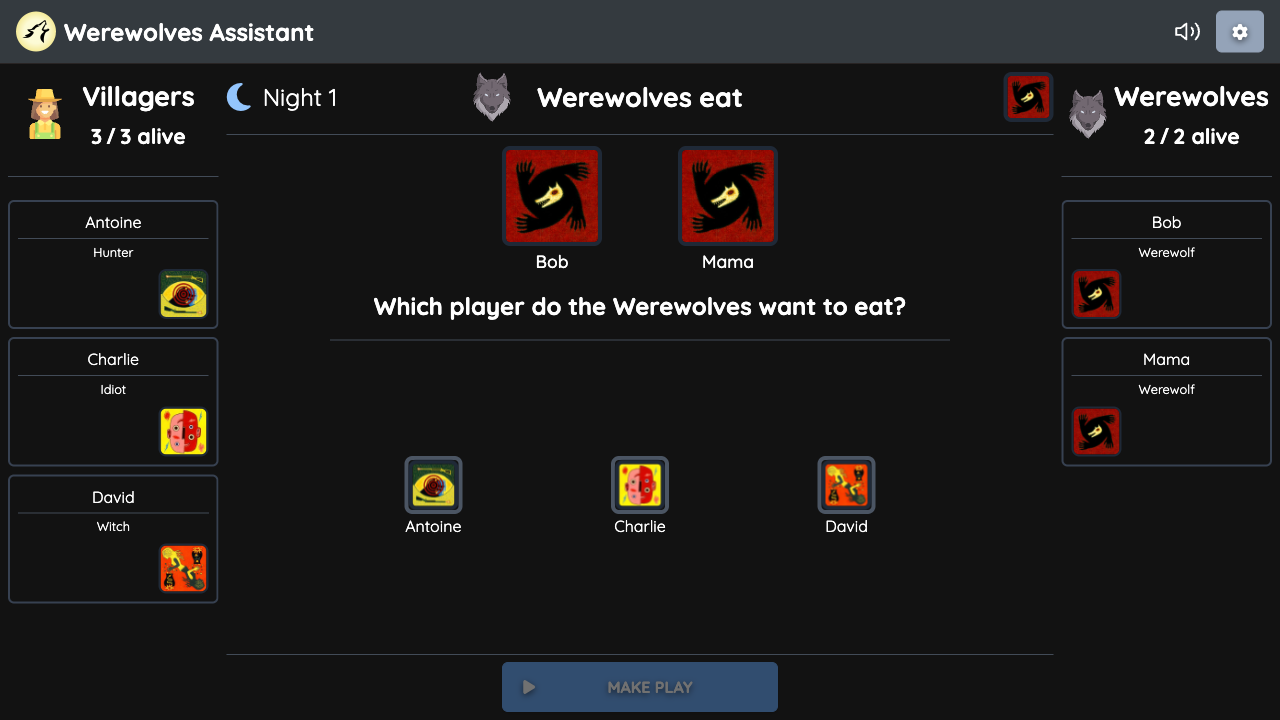 Werewolves Assistant
Villagers
3 / 3 alive
Antoine
Hunter
Charlie
Idiot
David
Witch
Night 1
Werewolves eat
Bob
Mama
Which player do the Werewolves want to eat?
Antoine
Charlie
David
MAKE PLAY
Werewolves
2 / 2 alive
Bob
Werewolf
Mama
Werewolf